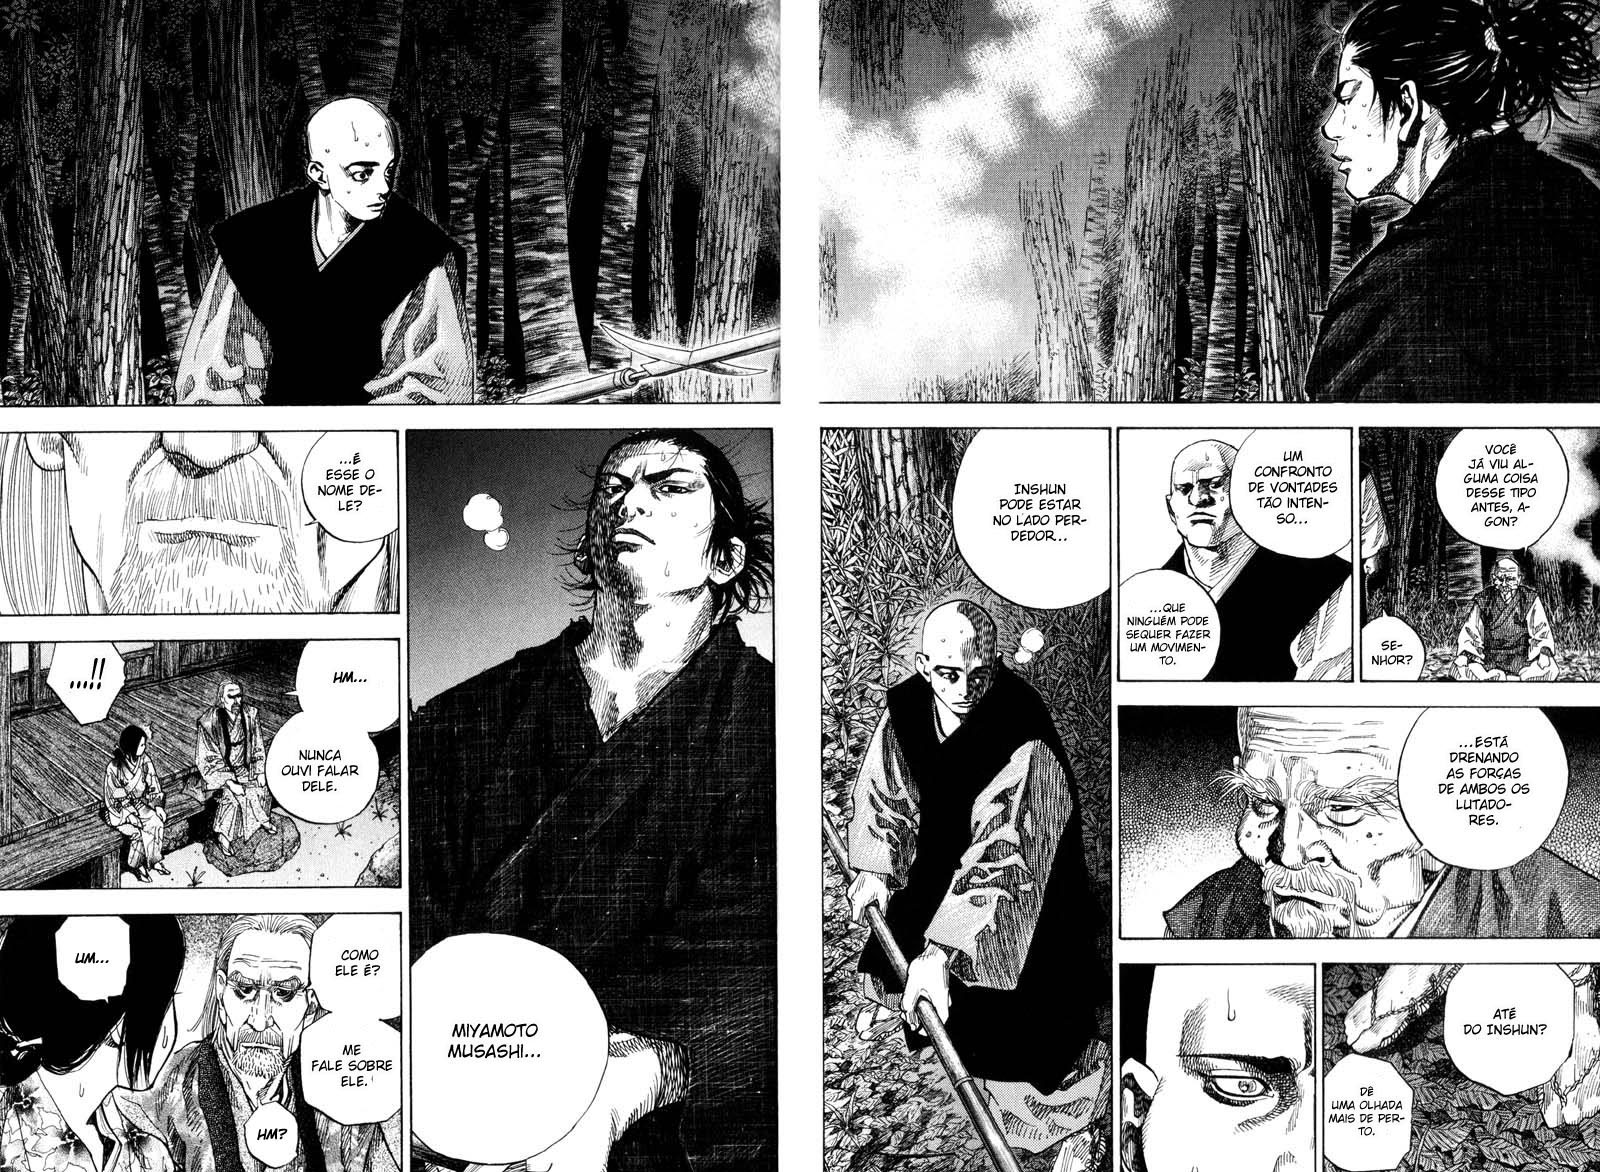 VOCÊ
JÁ VIU AL-
GUMA COISA
DESSE TIPO
ANTES, A-
GON?
SE-
NHOR?
UM
CONFRONTO
DE VONTADES
TÃO INTEN-
SO...
...QUE
NINGUÉM PODE
SEQUER FAZER
UM MOVIMEN-
TO.
...ESTÁ
DRENANDO
AS FORÇAS
DE AMBOS OS
LUTADO-
RES.
ATÉ
DO INSHUN?
DÊ
UMA OLHADA
MAIS DE PER-
TO.
INSHUN
PODE ESTAR
NO LADO PER-
DEDOR...
MIYAMOTO
MUSASHI...
...É
ESSE O
NOME DE-
LE?
HM...
NUNCA
OUVI FALAR
DELE.
.....!!
COMO
ELE É?
ME
FALE SOBRE
ELE.
UM...
HM?